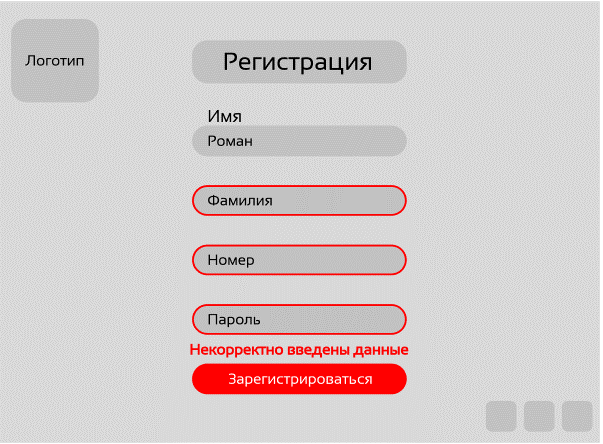 Логотип
Регистрация
Имя
Роман
Фамилия
Номер
Пароль
Некорректно введены данные
Зарегистрироваться